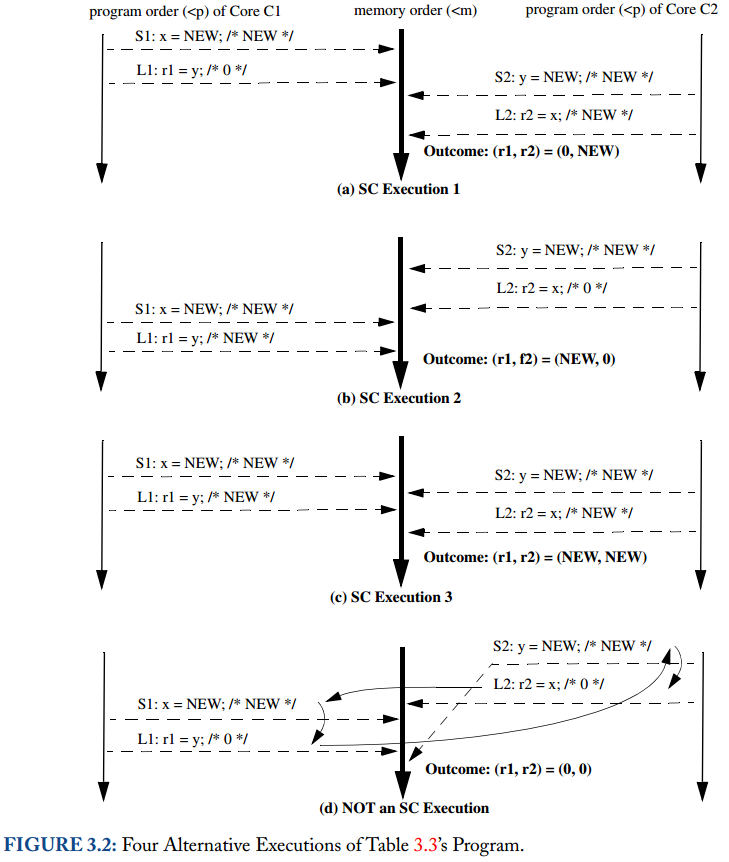 program order (<p) of Core C1
memory order (<m)
program order (<p) of Core C2
S1: x = NEW; /* NEW */
L1: r1 = y; /* 0 */
S2: y = NEW; /* NEW */
L2: r2 = x; /* NEW */
Outcome: (r1, r2) = (0, NEW)
(a) SC Execution 1
S2: y = NEW; /* NEW */
L2: r2 = x; /* 0 */
S1: x = NEW; /* NEW */
L1: r1 = y; /* NEW */
Outcome: (r1, f2) = (NEW, 0)
(b) SC Execution 2
S1: x = NEW; /* NEW */
S2: y = NEW; /* NEW */
L1: r1 = y; /* NEW */
L2: r2 = x; /* NEW */
Outcome: (r1, r2) = (NEW, NEW)
(c) SC Execution 3
S2: y = NEW; /* NEW */
L2: r2 = x; /* 0 */
S1: x = NEW; /* NEW */
L1: r1 = y; /* 0 */
Outcome: (r1, r2) = (0, 0)
(d) NOT an SC Execution
FIGURE 3.2: Four Alternative Executions of Table 3.3's Program.